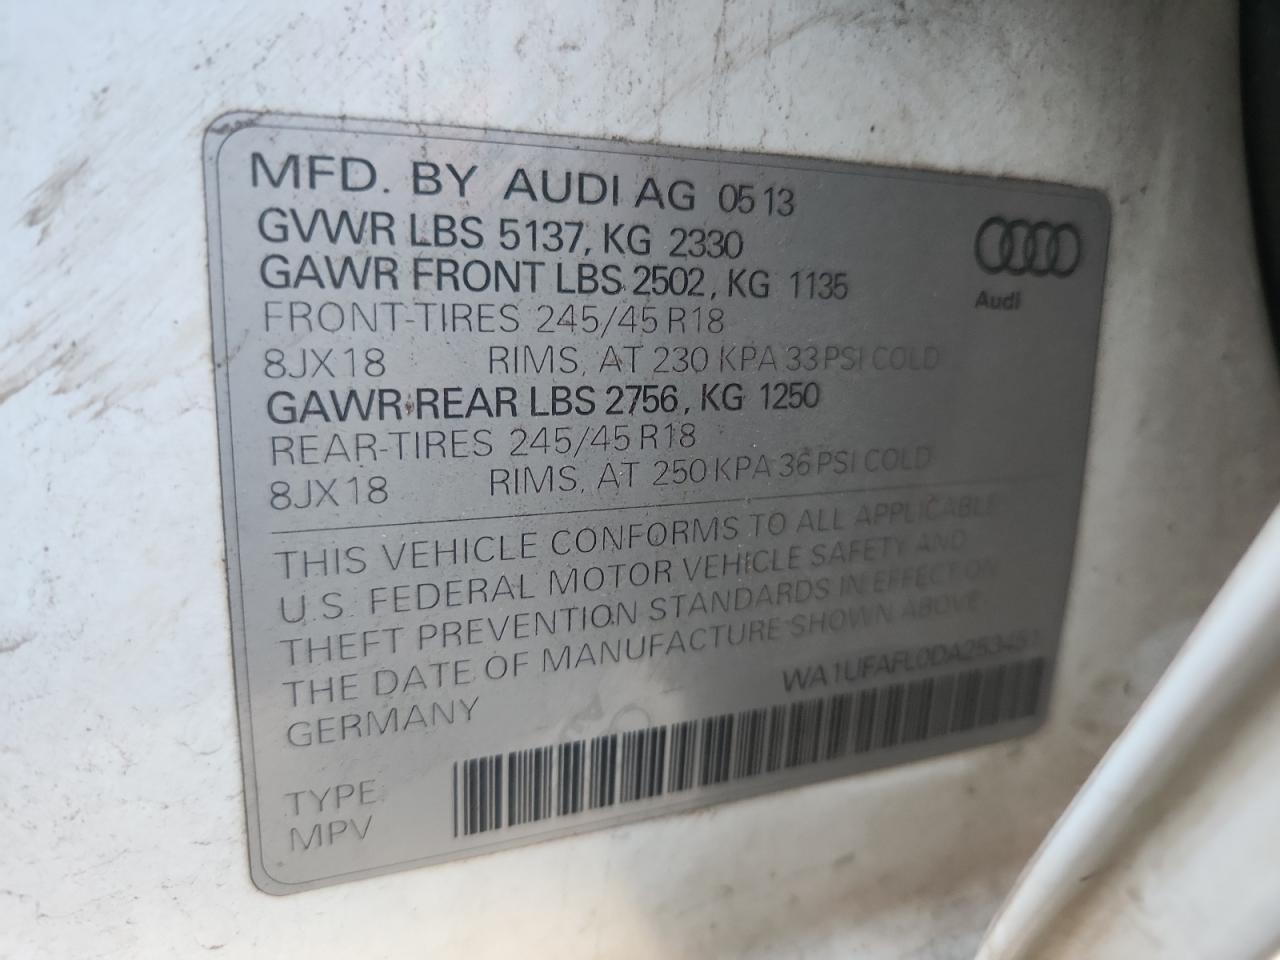 MFD. BY AUDI AG 05 13
GVWR LBS 5137, KG 2330
GAWR FRONT LBS 2502, KG 1135
FRONT-TIRES 245/45 R18
8JX18 RIMS, AT 230 KPA 33 PSI COLD
GAWR REAR LBS 2756, KG 1250
REAR-TIRES 245/45 R18
8JX18 RIMS, AT 250 KPA 36 PSI COLD
Audi
THIS VEHICLE CONFORMS TO ALL APPLICABLE
U.S. FEDERAL MOTOR VEHICLE SAFETY AND
THEFT PREVENTION STANDARDS IN EFFECT ON
THE DATE OF MANUFACTURE SHOWN ABOVE.
GERMANY
WA1UFAFL0DA253451
TYPE:
MPV